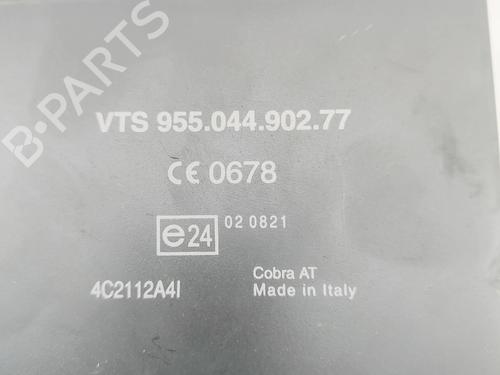 B-PARTS
VTS 955.044.902.77
CE 0678
e24 02 0821
4C2112A4I
Cobra AT
Made in Italy